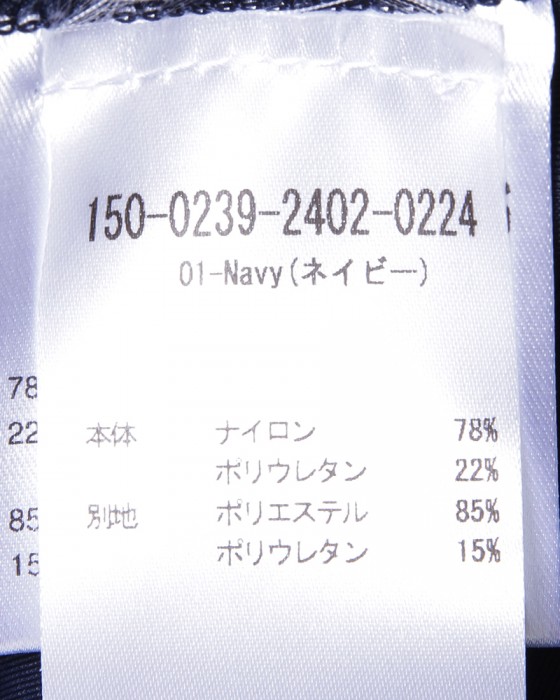 150-0239-2402-0224
01-Navy(ネイビー)
本体 ナイロン 78%
ポリウレタン 22%
別地 ポリエステル 85%
ポリウレタン 15%
78
22
85
15